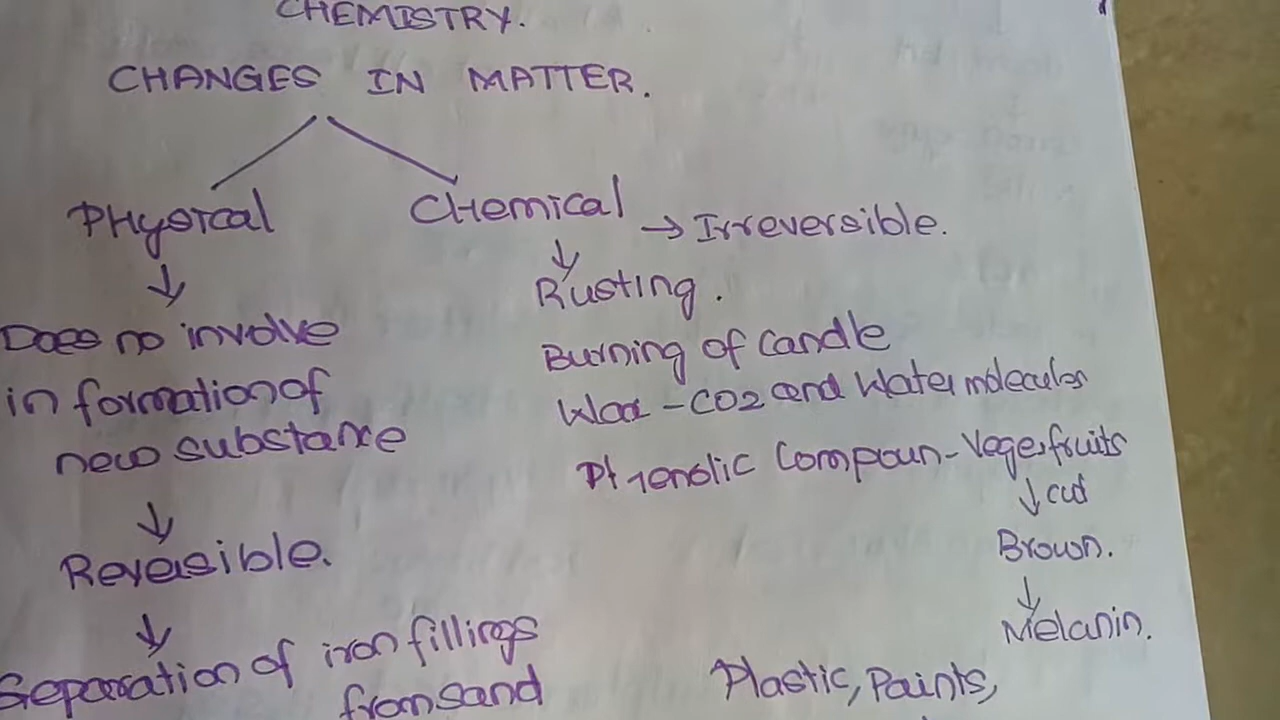 CHEMISTRY.
CHANGES IN MATTER.
PHysical
↓
Does no involve
in formation of
new substance
↓
Reversible.
↓
Separation of iron fillings
from sand
Chemical → Irreversible.
↓
Rusting.
Burning of Candle
Wax - CO2 and Water molecules
PHenolic Compoun - Veges fruits
↓ cut
Brown.
↓
Melanin.
Plastic, Paints,